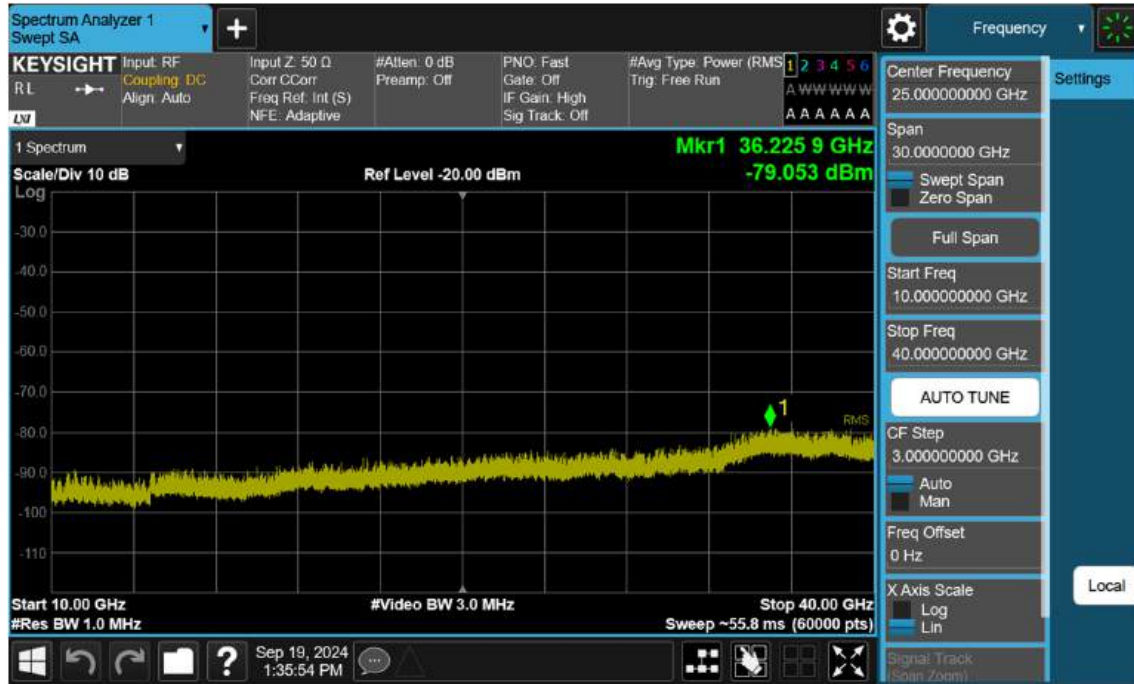 Spectrum Analyzer 1
Swept SA
+
Frequency
KEYSIGHT
R L
LXI
Input: RF
Coupling: DC
Align: Auto
Input Z: 50 Ω
Corr CCorr
Freq Ref: Int (S)
NFE: Adaptive
#Atten: 0 dB
Preamp: Off
PNO: Fast
Gate: Off
IF Gain: High
Sig Track: Off
#Avg Type: Power (RMS
Trig: Free Run
1 2 3 4 5 6
A W W W W W
A A A A A A
Center Frequency
25.000000000 GHz
Settings
1 Spectrum
Scale/Div 10 dB
Log
Ref Level -20.00 dBm
Mkr1 36.225 9 GHz
-79.053 dBm
Span
30.0000000 GHz
Swept Span
Zero Span
Full Span
Start Freq
10.000000000 GHz
Stop Freq
40.000000000 GHz
AUTO TUNE
CF Step
3.000000000 GHz
Auto
Man
Freq Offset
0 Hz
X Axis Scale
Log
Lin
Signal Track
(Span Zoom)
Local
-30.0
-40.0
-50.0
-60.0
-70.0
-80.0
-90.0
-100
-110
1
RMS
Start 10.00 GHz
#Res BW 1.0 MHz
#Video BW 3.0 MHz
Stop 40.00 GHz
Sweep ~55.8 ms (60000 pts)
?
Sep 19, 2024
1:35:54 PM